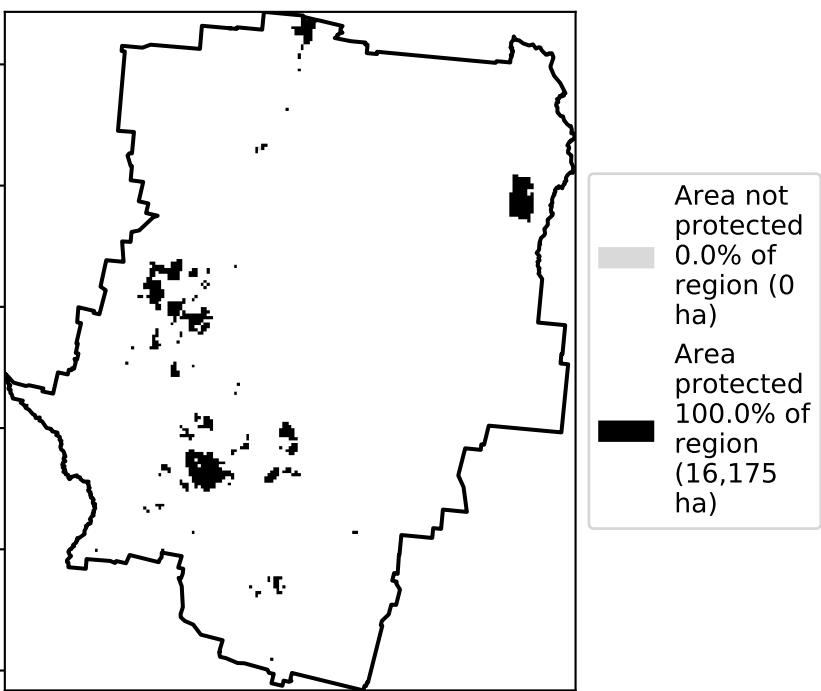 Area not
protected
0.0% of
region (0
ha)
Area
protected
100.0% of
region
(16,175
ha)